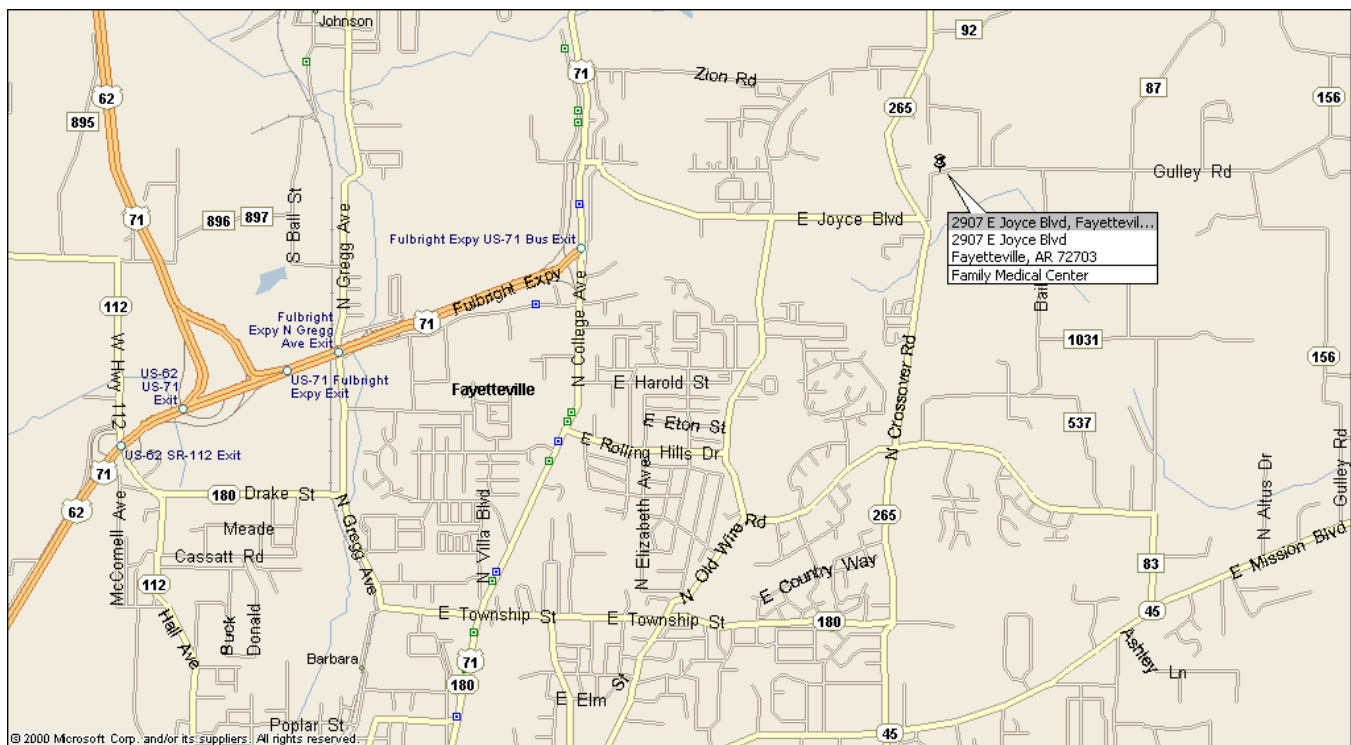 Johnson
92
62
71
Zion Rd
87
895
265
156
Gulley Rd
71
896
897
S Ball St
N Gregg Ave
E Joyce Blvd
2907 E Joyce Blvd, Fayettevil...
2907 E Joyce Blvd
Fayetteville, AR 72703
Family Medical Center
Fulbright Expy US-71 Bus Exit
Fulbright Expy
112
W Hwy 112
Fulbright
Expy N Gregg
Ave Exit
71
N College Ave
1031
156
US-62
US-71
Exit
US-71 Fulbright
Expy Exit
Fayetteville
E Harold St
N Crossover Rd
E Eton St
537
E Rolling Hills Dr
US-62 SR-112 Exit
71
62
180
Drake St
N Gregg Ave
N Villa Blvd
N Elizabeth Ave
N Old Wire Rd
265
N Altus Dr
Gulley Rd
McConnell Ave
Meade
Cassatt Rd
E Country Way
83
E Mission Blvd
112
Hall Ave
Buck
Donald
E Township St
E Township St
180
45
Ashley Ln
Barbara
71
180
E Elm St
Poplar St
45
© 2000 Microsoft Corp. and/or its suppliers. All rights reserved.